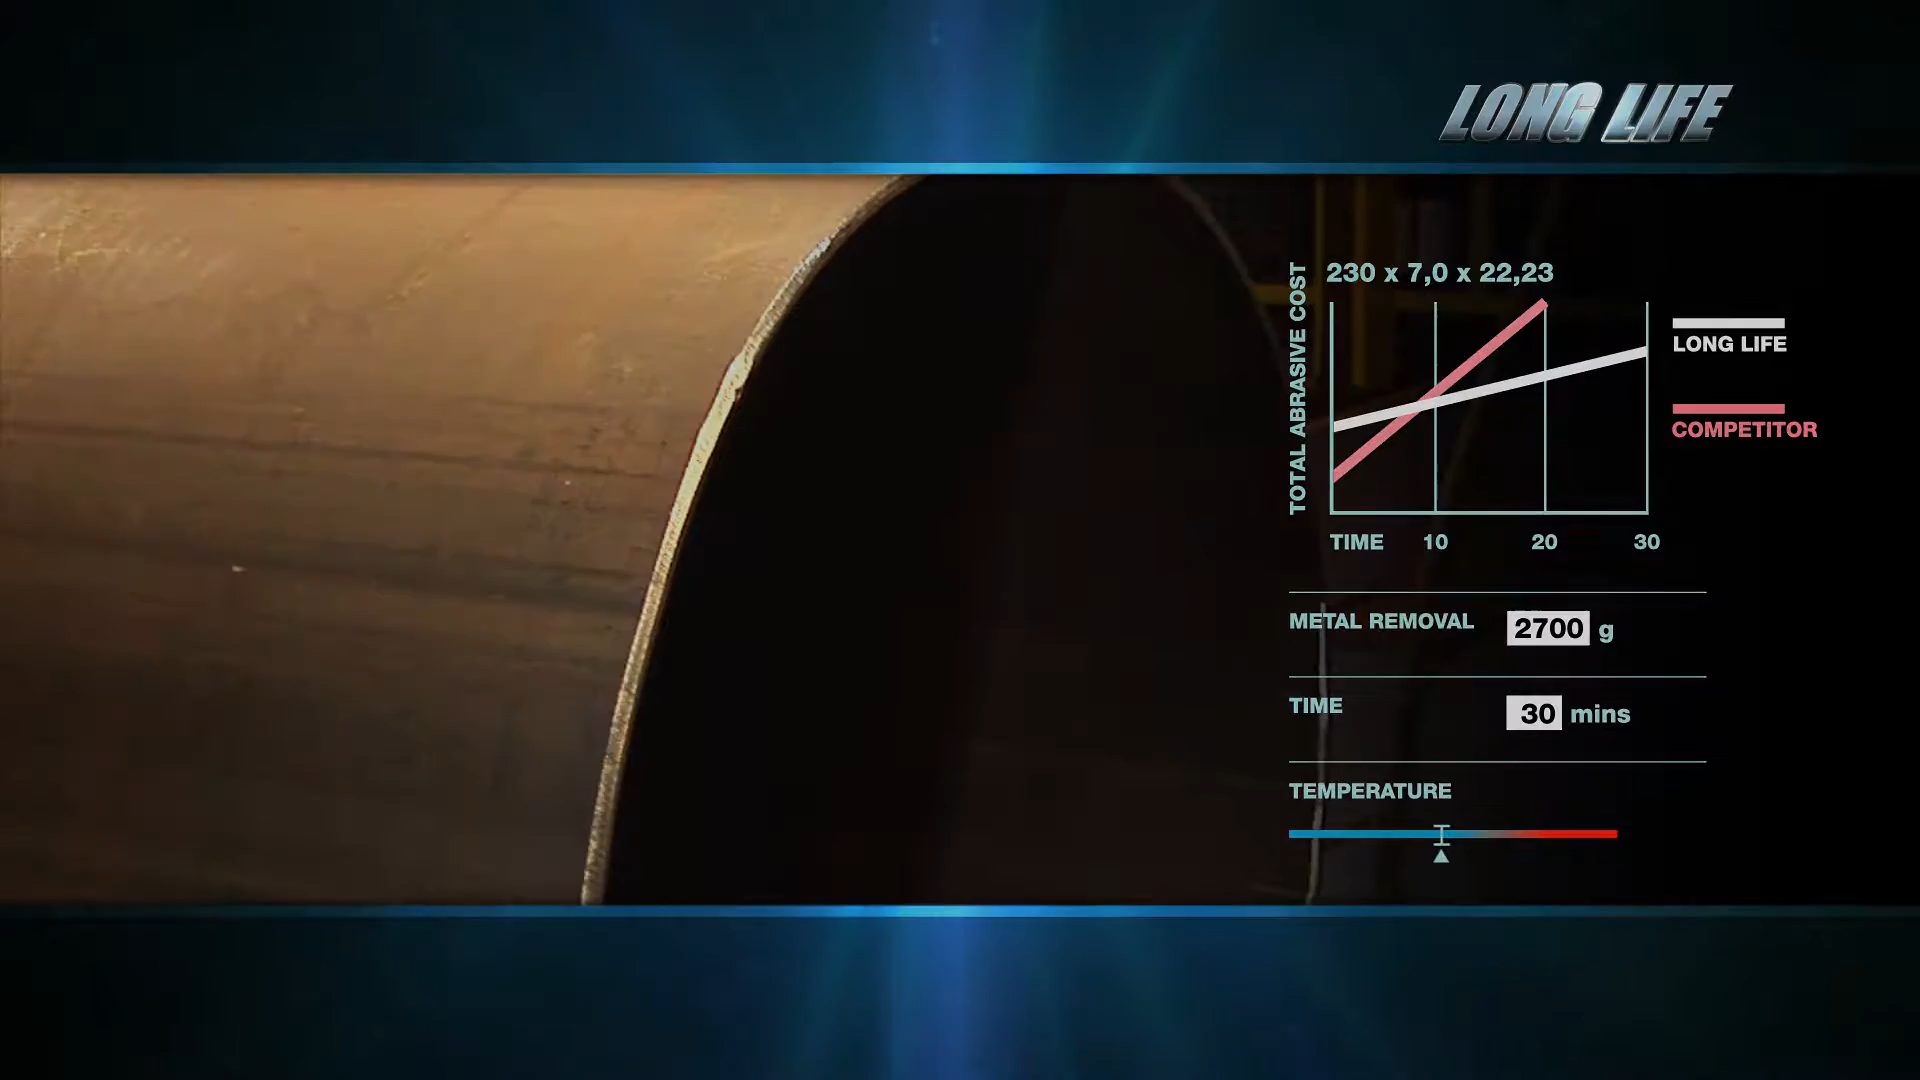 LONG LIFE
230 x 7,0 x 22,23
TOTAL ABRASIVE COST
LONG LIFE
COMPETITOR
TIME 10 20 30
METAL REMOVAL 2700 g
TIME 30 mins
TEMPERATURE